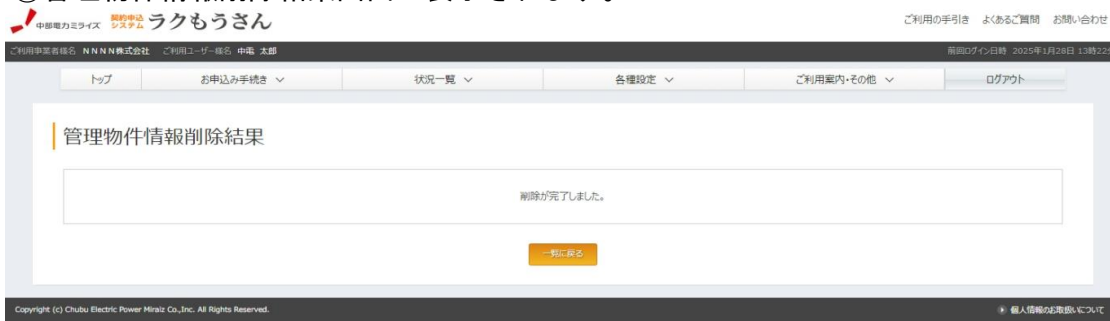 中部電力ミライズ 契約申込システム ラクもうさん
ご利用の手引き よくあるご質問 お問い合わせ
ご利用事業者様名 NNNN株式会社 ご利用ユーザー様名 中電 太郎
前回ログイン日時 2025年1月28日 13時22
トップ お申込み手続き 状況一覧 各種設定 ご利用案内・その他 ログアウト
管理物件情報削除結果
削除が完了しました。
一覧に戻る
Copyright (c) Chubu Electric Power Miraiz Co.,Inc. All Rights Reserved.
個人情報のお取扱いについて